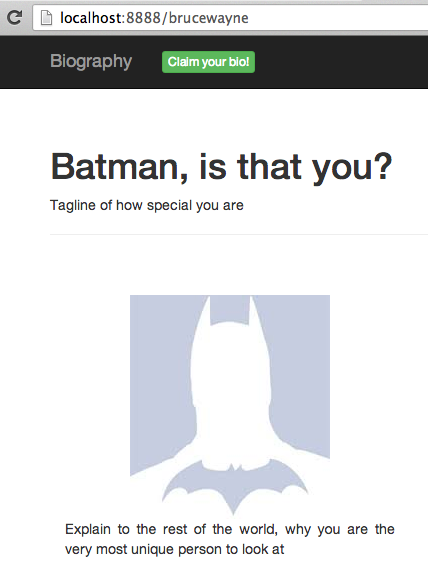 localhost:8888/brucewayne
Biography Claim your bio!
Batman, is that you?
Tagline of how special you are
Explain to the rest of the world, why you are the
very most unique person to look at